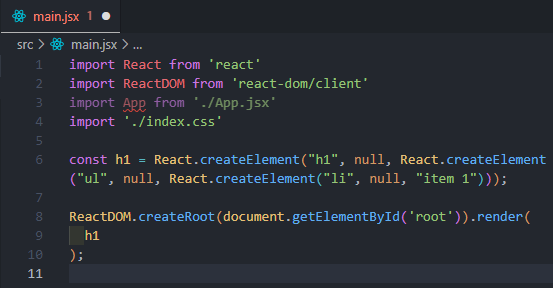 main.jsx 1
src > main.jsx > ...
1 import React from 'react'
2 import ReactDOM from 'react-dom/client'
3 import App from './App.jsx'
4 import './index.css'
5
6 const h1 = React.createElement("h1", null, React.createElement
("ul", null, React.createElement("li", null, "item 1")));
7
8 ReactDOM.createRoot(document.getElementById('root')).render(
9 h1
10 );
11